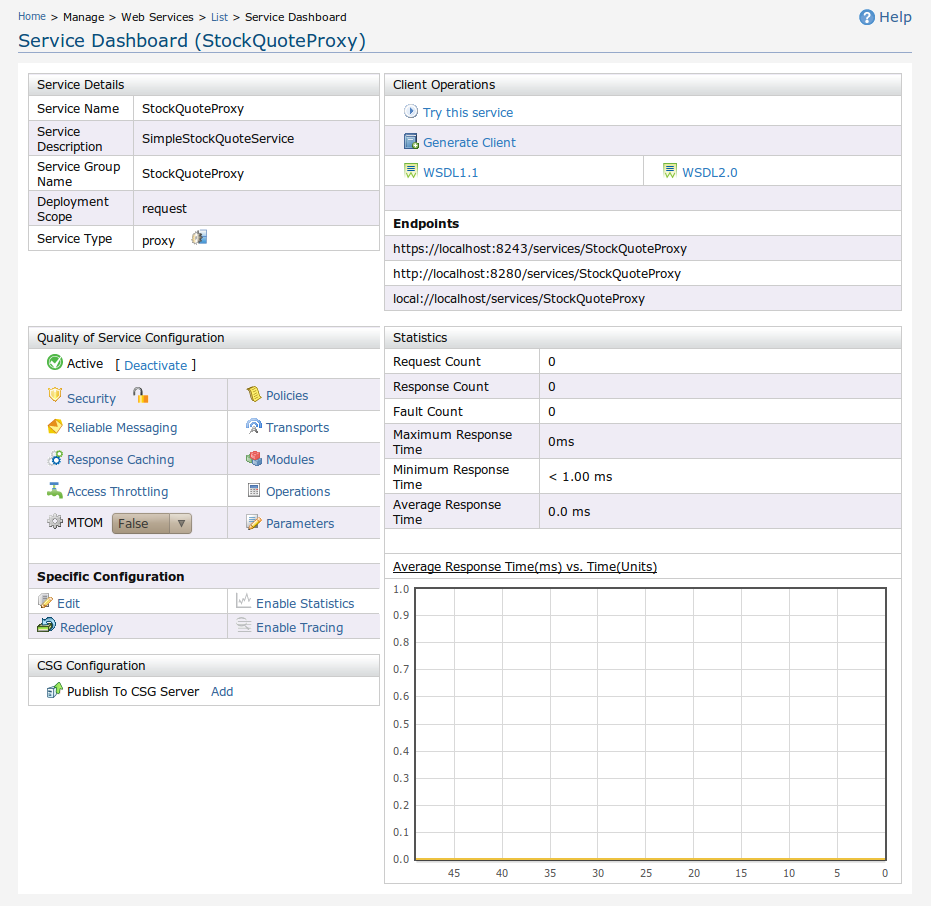 Home > Manage > Web Services > List > Service Dashboard
Help
Service Dashboard (StockQuoteProxy)
Service Details
Service Name StockQuoteProxy
Service
Description
SimpleStockQuoteService
Service Group
Name
StockQuoteProxy
Deployment
Scope
request
Service Type proxy
Client Operations
Try this service
Generate Client
WSDL1.1 WSDL2.0
Endpoints
https://localhost:8243/services/StockQuoteProxy
http://localhost:8280/services/StockQuoteProxy
local://localhost/services/StockQuoteProxy
Quality of Service Configuration
Active [ Deactivate ]
Security Policies
Reliable Messaging Transports
Response Caching Modules
Access Throttling Operations
MTOM False Parameters
Specific Configuration
Edit Enable Statistics
Redeploy Enable Tracing
CSG Configuration
Publish To CSG Server Add
Statistics
Request Count 0
Response Count 0
Fault Count 0
Maximum Response
Time
0ms
Minimum Response
Time
< 1.00 ms
Average Response
Time
0.0 ms
Average Response Time(ms) vs. Time(Units)
1.0
0.9
0.8
0.7
0.6
0.5
0.4
0.3
0.2
0.1
0.0
45 40 35 30 25 20 15 10 5 0